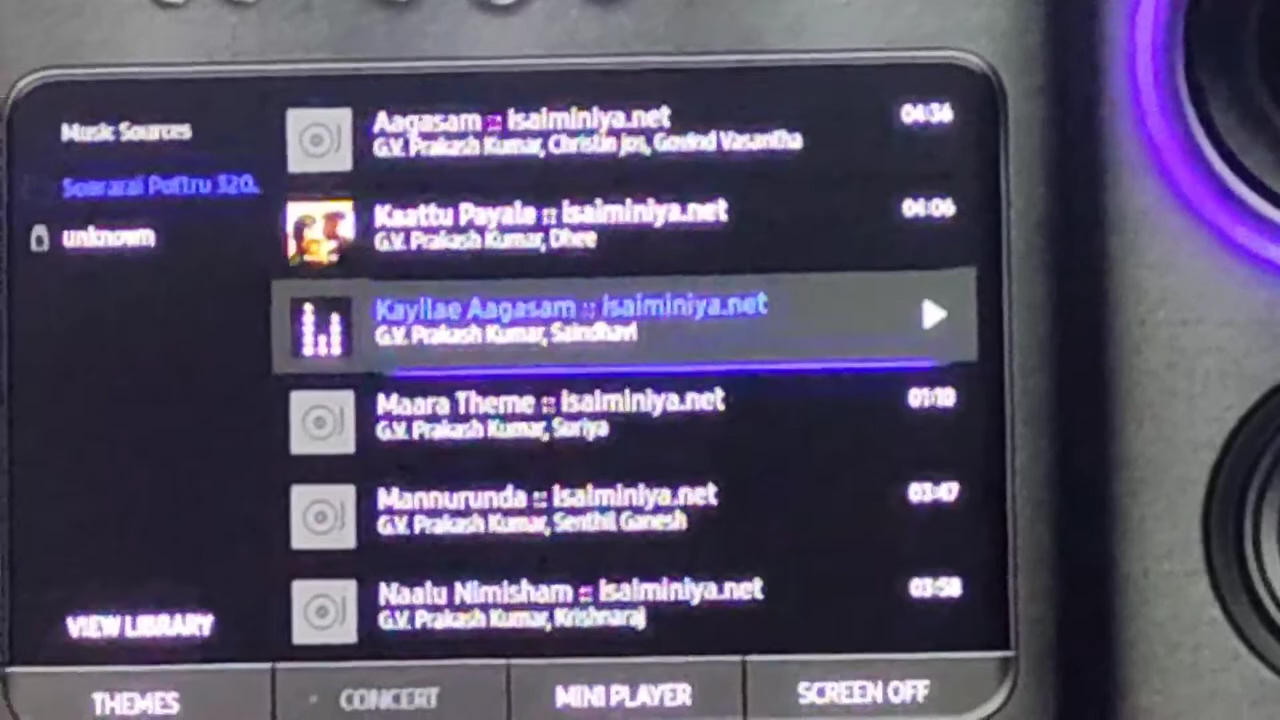 Music Sources
Soorarai Pottru 320..
unknown
VIEW LIBRARY
Aagasam :: isaiminiya.net
04:36
G.V. Prakash Kumar, Christin jos, Govind Vasantha
Kaattu Payale :: isaiminiya.net
04:06
G.V. Prakash Kumar, Dhee
Kayilae Aagasam :: isaiminiya.net
G.V. Prakash Kumar, Saindhavi
Maara Theme :: isaiminiya.net
01:10
G.V. Prakash Kumar, Suriya
Mannurunda :: isaiminiya.net
03:47
G.V. Prakash Kumar, Senthil Ganesh
Naalu Nimisham :: isaiminiya.net
03:58
G.V. Prakash Kumar, Krishnaraj
THEMES
CONCERT
MINI PLAYER
SCREEN OFF